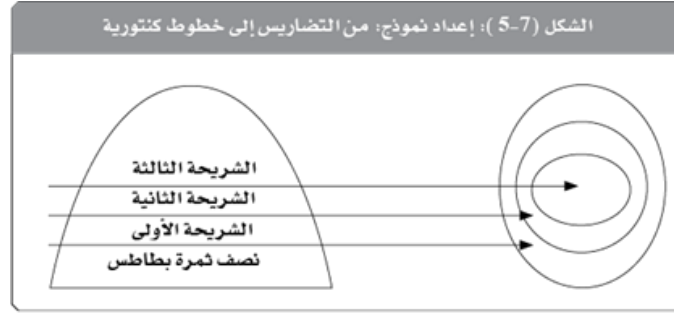 الشكل (7-5): إعداد نموذج: من التضاريس إلى خطوط كنتورية
الشريحة الثالثة
الشريحة الثانية
الشريحة الأولى
نصف ثمرة بطاطس